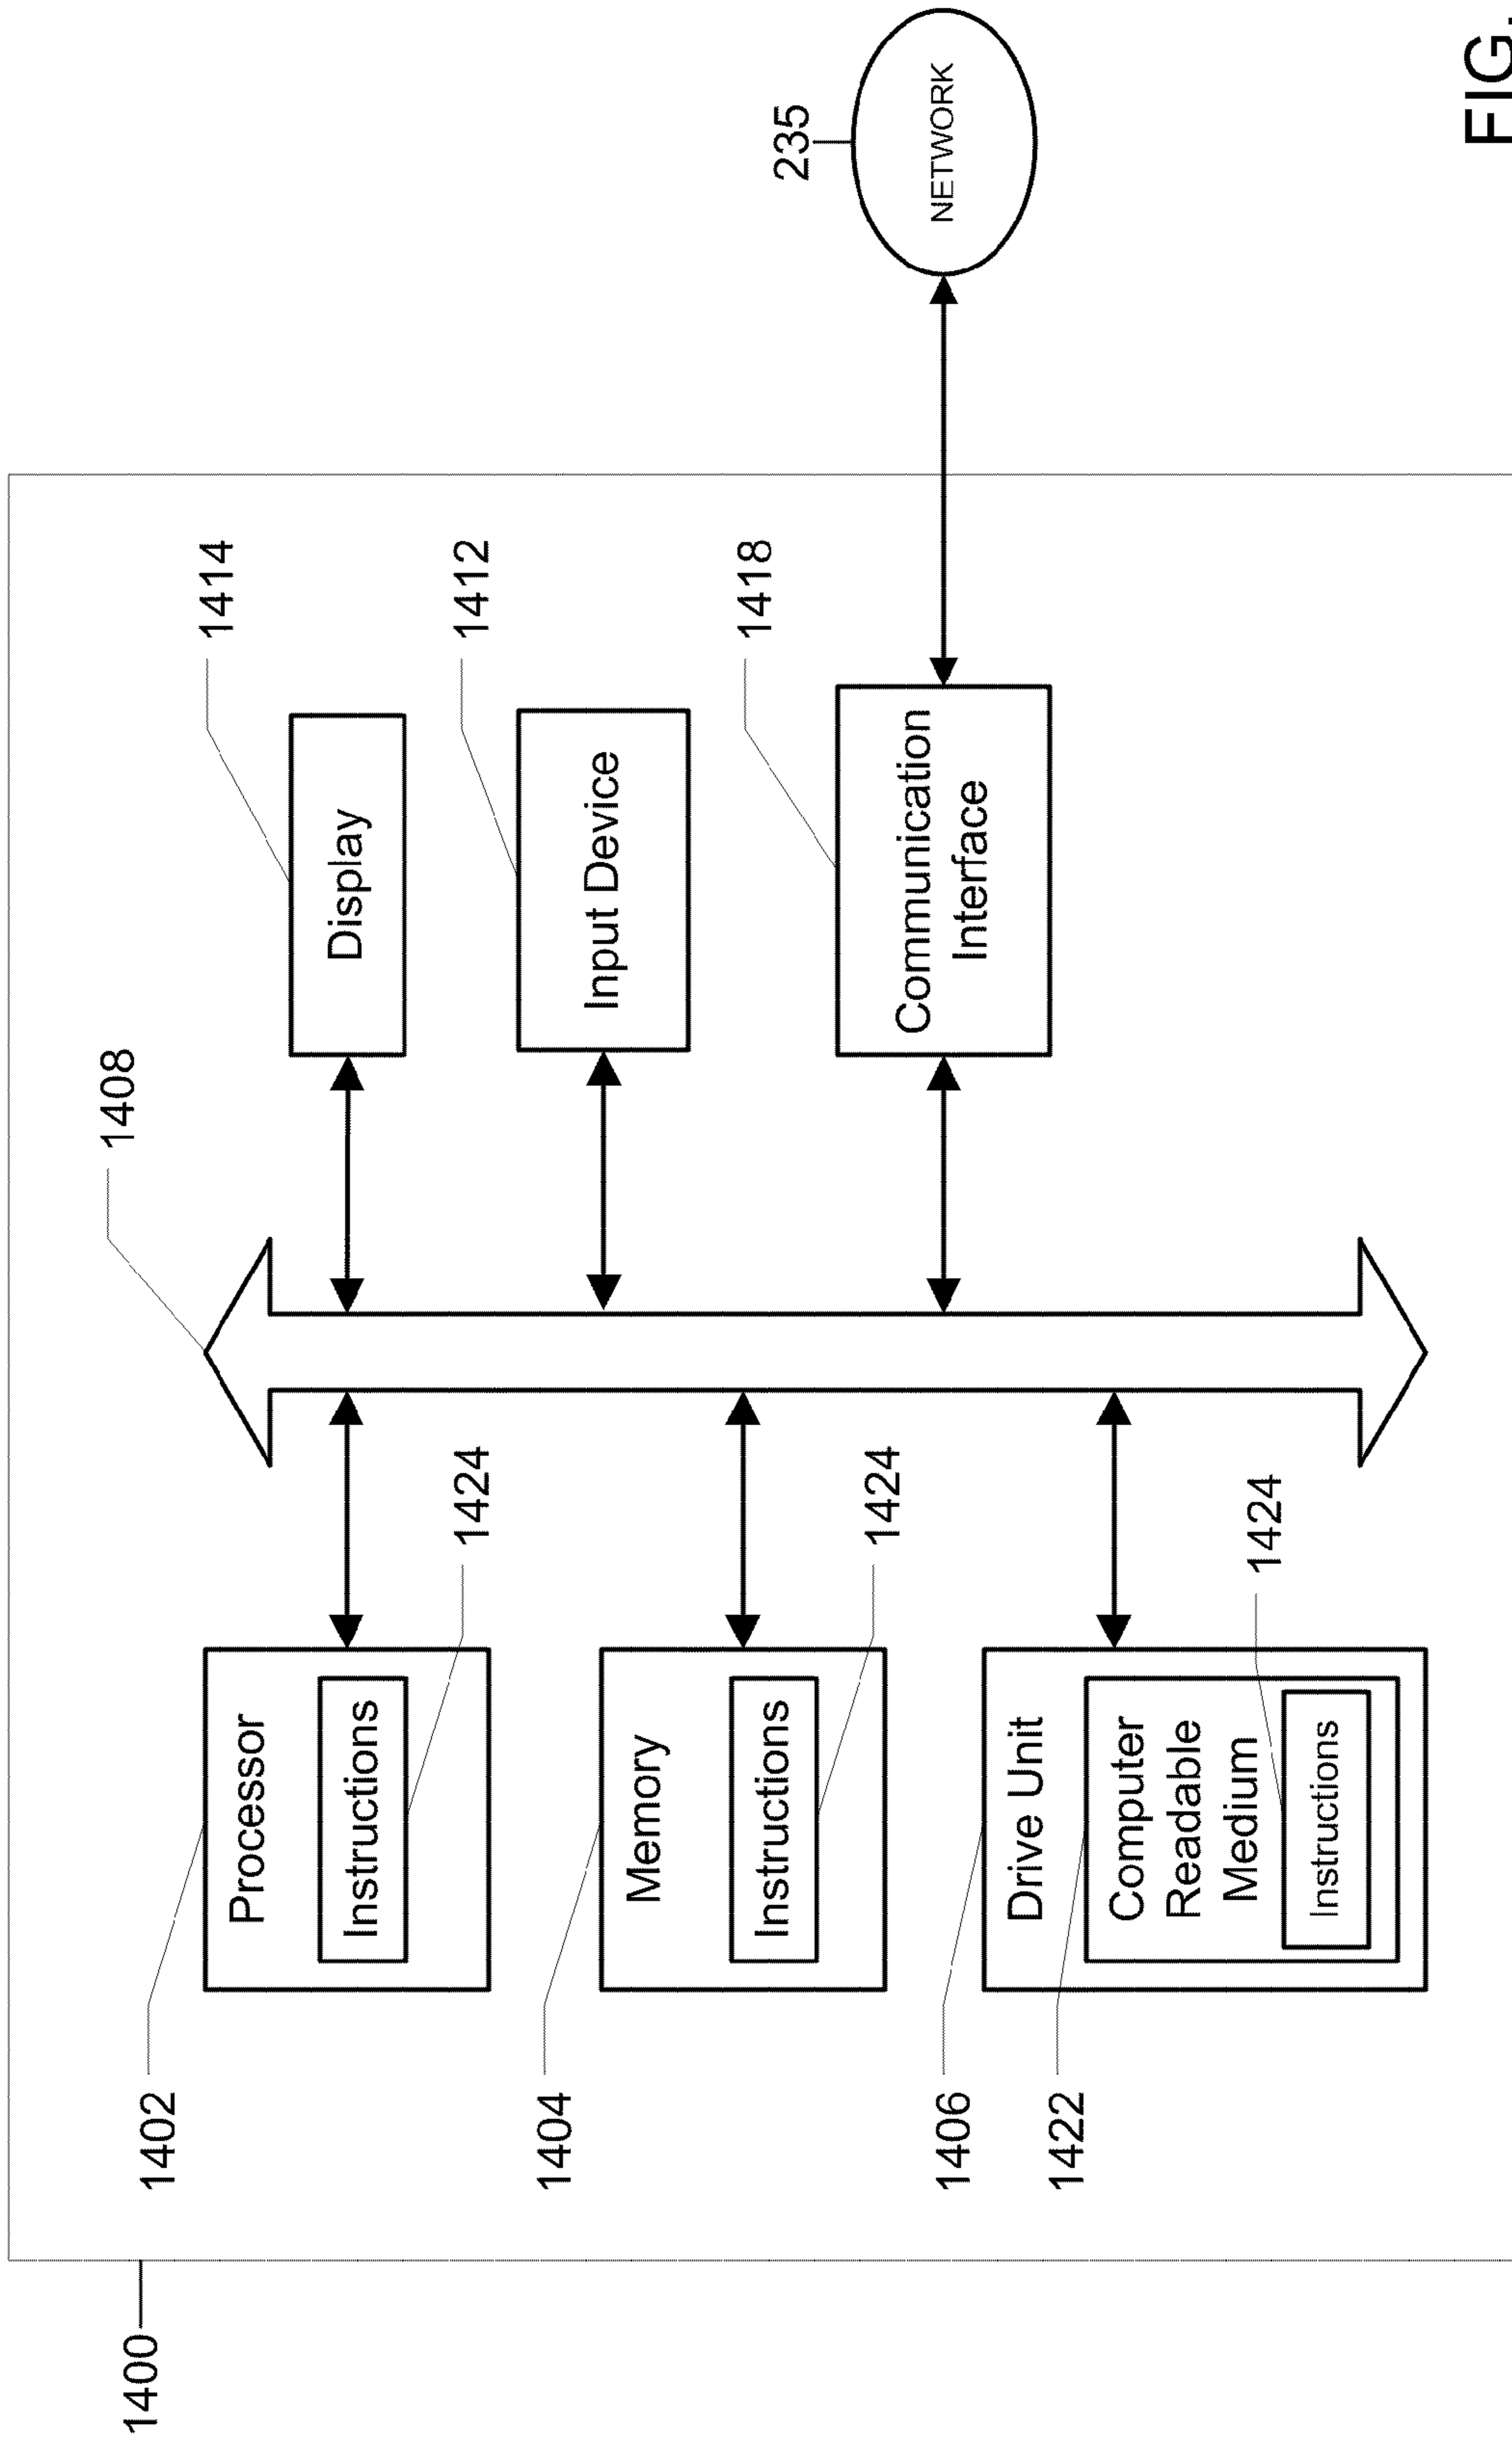 1400
1402
Processor
Instructions
1424
1404
Memory
Instructions
1424
1406
1422
Drive Unit
Computer
Readable
Medium
Instructions
1424
1408
1414
Display
1412
Input Device
1418
Communication
Interface
235
NETWORK
FIG.